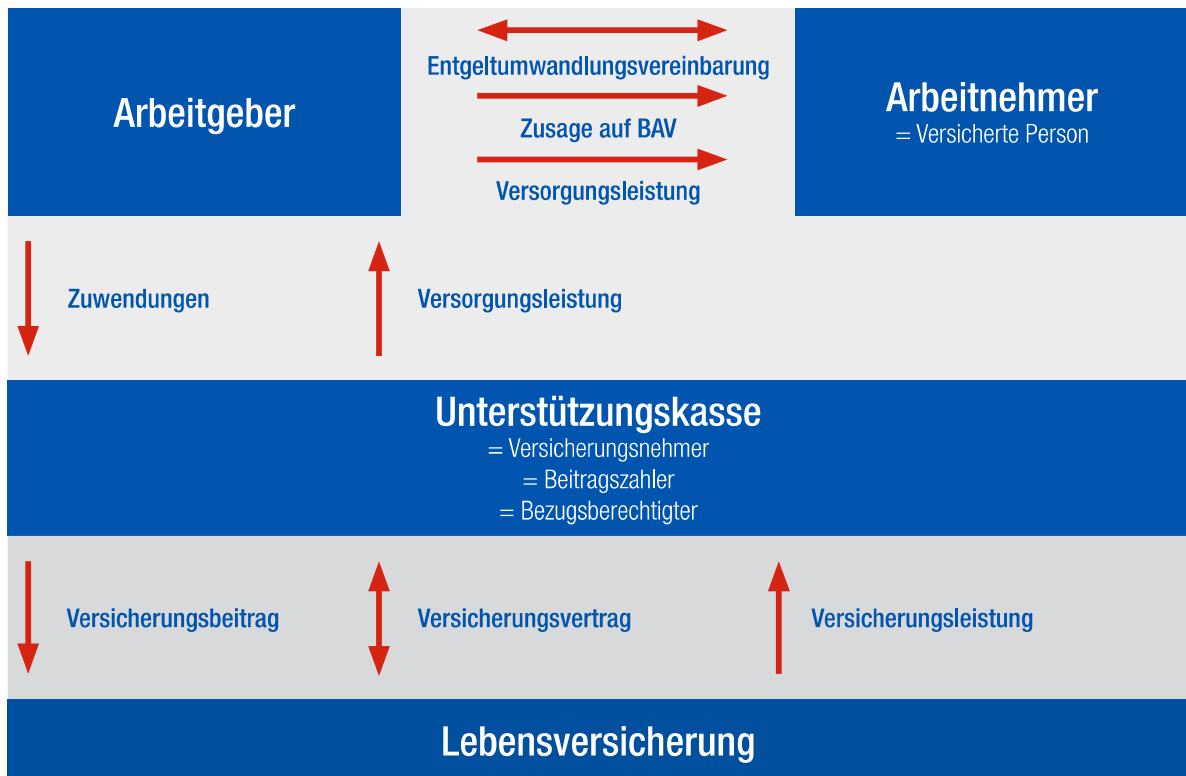 Arbeitgeber
Entgeltumwandlungsvereinbarung
Zusage auf BAV
Versorgungsleistung
Arbeitnehmer
= Versicherte Person
Zuwendungen
Versorgungsleistung
Unterstützungskasse
= Versicherungsnehmer
= Beitragszahler
= Bezugsberechtigter
Versicherungsbeitrag
Versicherungsvertrag
Versicherungsleistung
Lebensversicherung